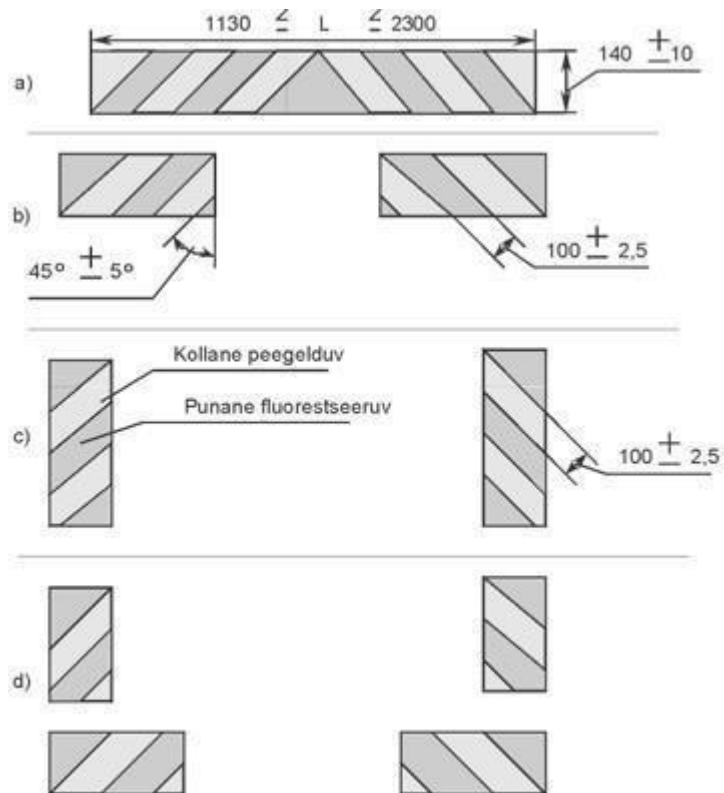 1130 ≤ L ≤ 2300
140 ± 10
a)
b)
45° ± 5°
100 ± 2,5
Kollane peegelduv
Punane fluorestseeruv
c)
100 ± 2,5
d)